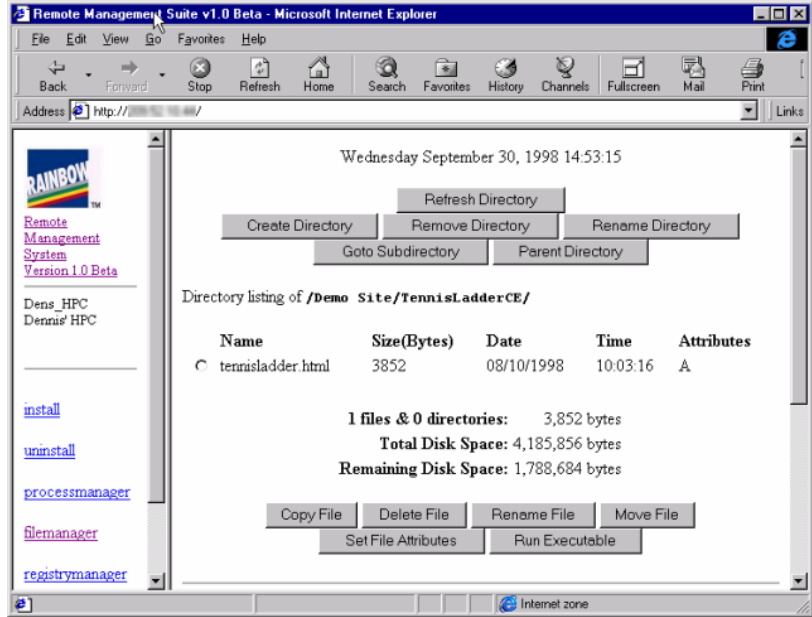 Remote Management Suite v1.0 Beta - Microsoft Internet Explorer
File Edit View Go Favorites Help
Back Forward Stop Refresh Home Search Favorites History Channels Fullscreen Mail Print
Address http:// / Links
RAINBOW
TM
Remote
Management
System
Version 1.0 Beta
Dens_HPC
Dennis' HPC
install
uninstall
processmanager
filemanager
registrymanager
Wednesday September 30, 1998 14:53:15
Refresh Directory
Create Directory Remove Directory Rename Directory
Goto Subdirectory Parent Directory
Directory listing of /Demo Site/TennisLadderCE/
Name Size(Bytes) Date Time Attributes
tennisladder.html 3852 08/10/1998 10:03:16 A
1 files & 0 directories: 3,852 bytes
Total Disk Space: 4,185,856 bytes
Remaining Disk Space: 1,788,684 bytes
Copy File Delete File Rename File Move File
Set File Attributes Run Executable
Internet zone